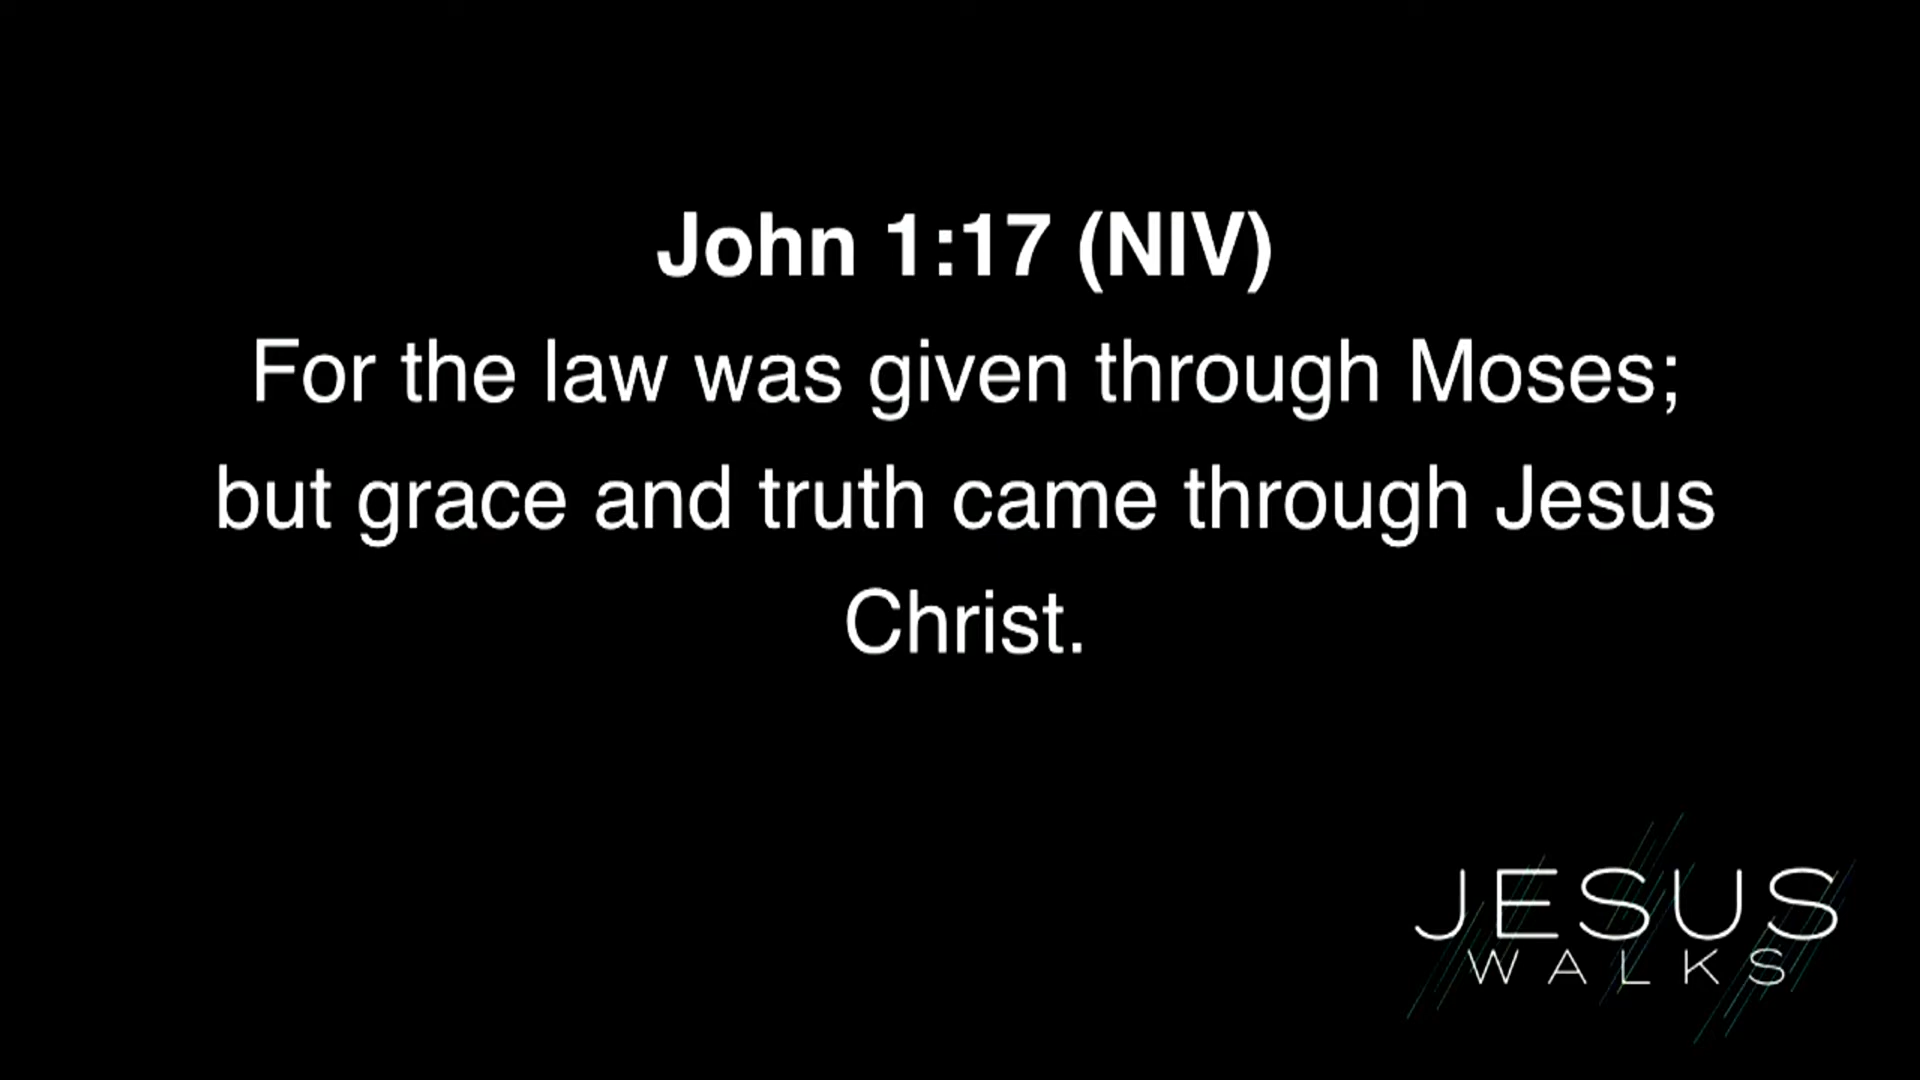 John 1:17 (NIV)
For the law was given through Moses;
but grace and truth came through Jesus
Christ.
JESUS
WALKS